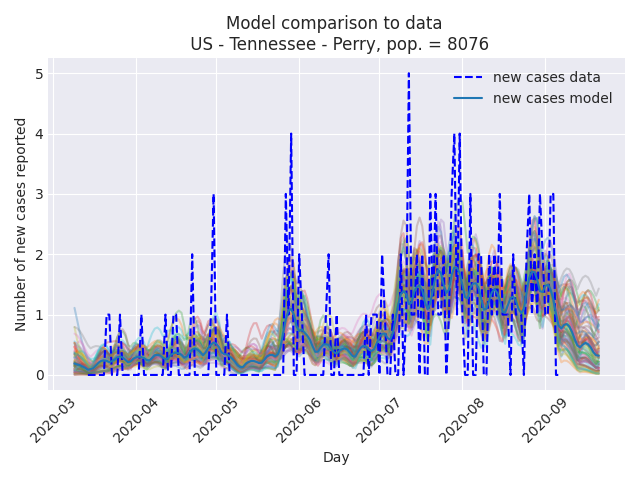 Model comparison to data
US - Tennessee - Perry, pop. = 8076
Number of new cases reported
5
4
3
2
1
0
new cases data
new cases model
2020-03
2020-04
2020-05
2020-06
2020-07
2020-08
2020-09
Day